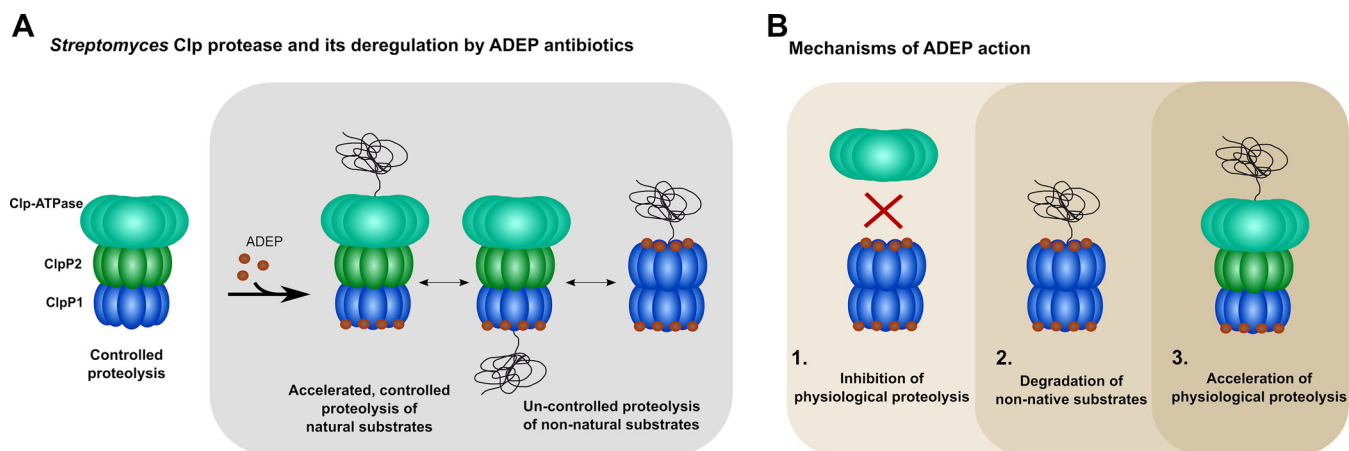 A
Streptomyces Clp protease and its deregulation by ADEP antibiotics
Clp-ATPase
ClpP2
ClpP1
Controlled
proteolysis
ADEP
Accelerated, controlled
proteolysis of
natural substrates
Un-controlled proteolysis
of non-natural substrates
B
Mechanisms of ADEP action
1.
Inhibition of
physiological proteolysis
2.
Degradation of
non-native substrates
3.
Acceleration of
physiological proteolysis